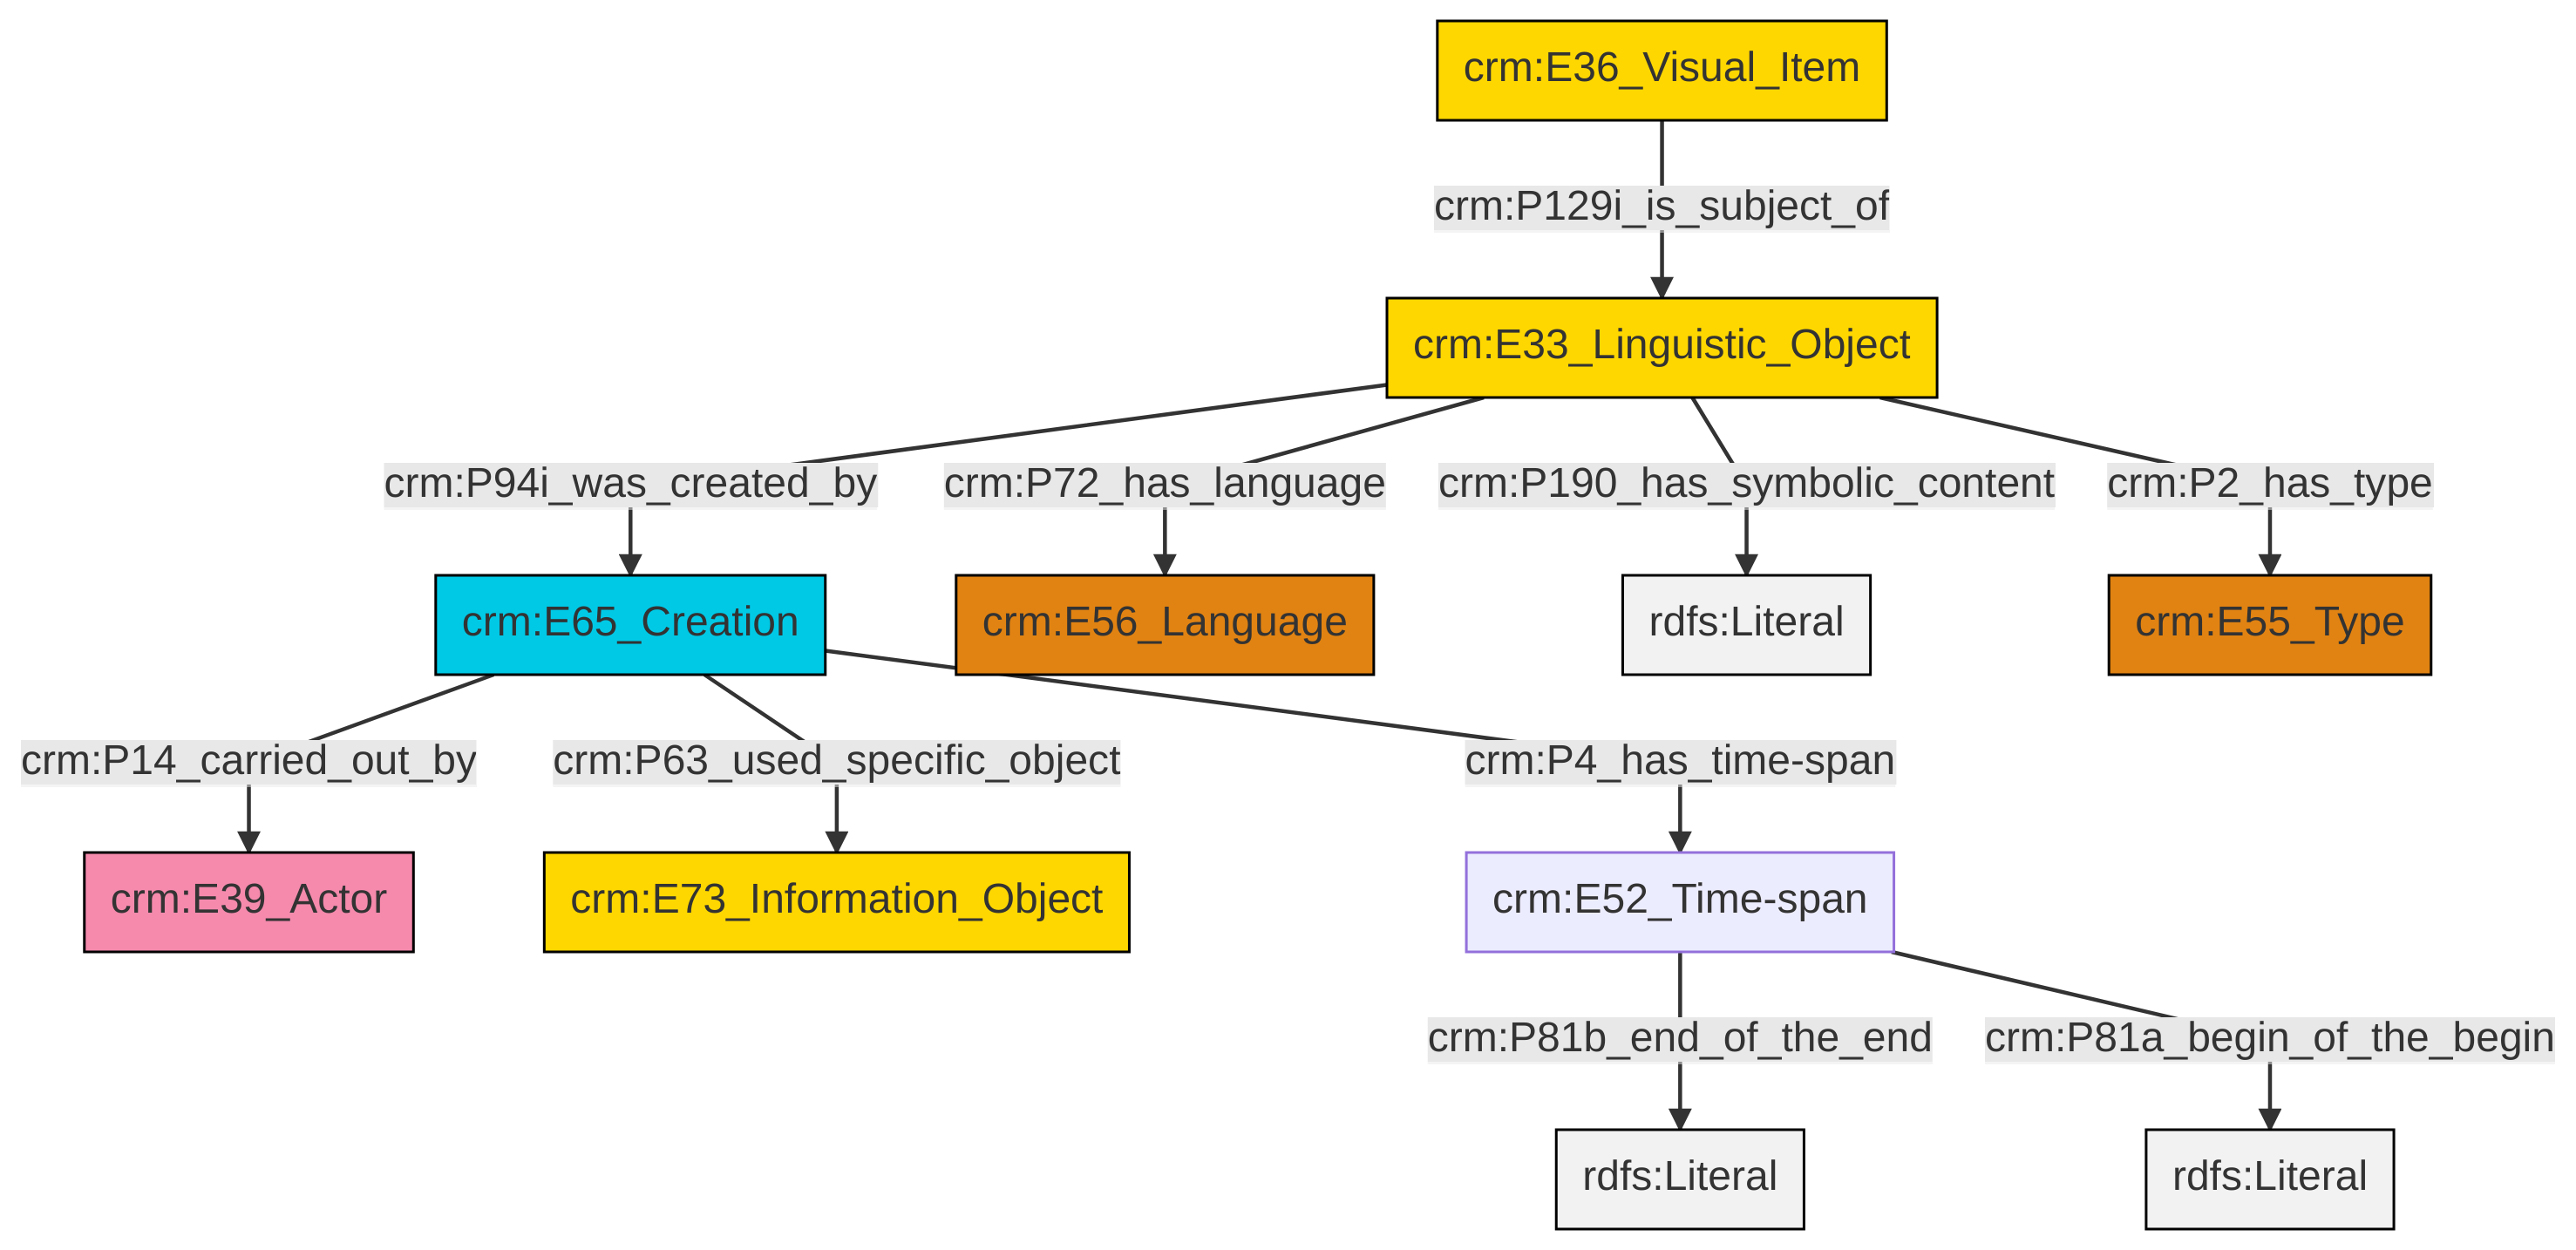 crm:E36_Visual_Item
crm:P129i_is_subject_of
crm:E33_Linguistic_Object
crm:P94i_was_created_by
crm:P72_has_language
crm:P190_has_symbolic_content
crm:P2_has_type
crm:E65_Creation
crm:E56_Language
rdfs:Literal
crm:E55_Type
crm:P14_carried_out_by
crm:P63_used_specific_object
crm:P4_has_time-span
crm:E39_Actor
crm:E73_Information_Object
crm:E52_Time-span
crm:P81b_end_of_the_end
crm:P81a_begin_of_the_begin
rdfs:Literal
rdfs:Literal